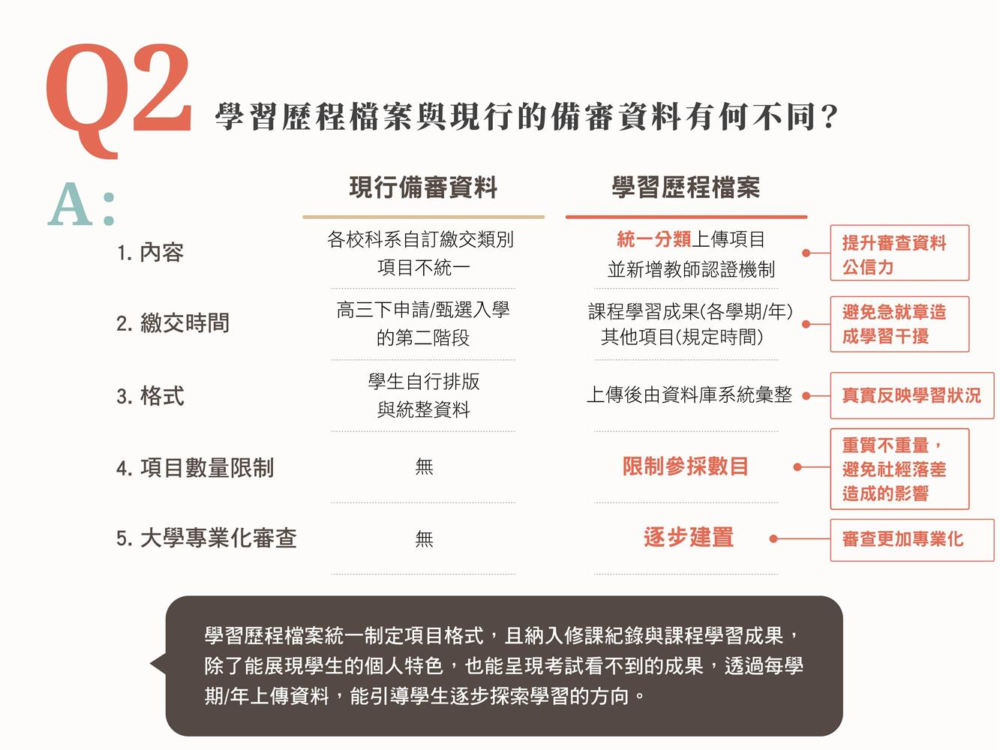 Q2 學習歷程檔案與現行的備審資料有何不同?
A:
現行備審資料
學習歷程檔案
1. 內容
各校科系自訂繳交類別
項目不統一
統一分類上傳項目
並新增教師認證機制
提升審查資料
公信力
2. 繳交時間
高三下申請/甄選入學
的第二階段
課程學習成果(各學期/年)
其他項目(規定時間)
避免急就章造
成學習干擾
3. 格式
學生自行排版
與統整資料
上傳後由資料庫系統彙整
真實反映學習狀況
4. 項目數量限制
無
限制參採數目
重質不重量，
避免社經落差
造成的影響
5. 大學專業化審查
無
逐步建置
審查更加專業化
學習歷程檔案統一制定項目格式，且納入修課紀錄與課程學習成果，
除了能展現學生的個人特色，也能呈現考試看不到的成果，透過每學
期/年上傳資料，能引導學生逐步探索學習的方向。